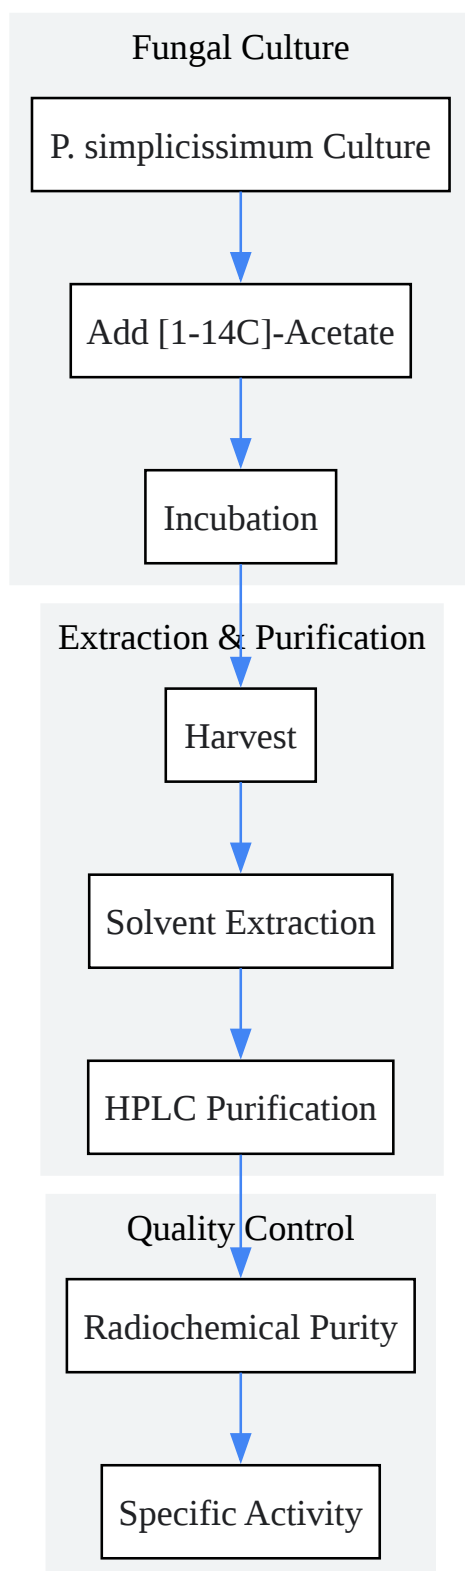 Fungal Culture
P. simplicissimum Culture
Add [1-14C]-Acetate
Incubation
Extraction & Purification
Harvest
Solvent Extraction
HPLC Purification
Quality Control
Radiochemical Purity
Specific Activity